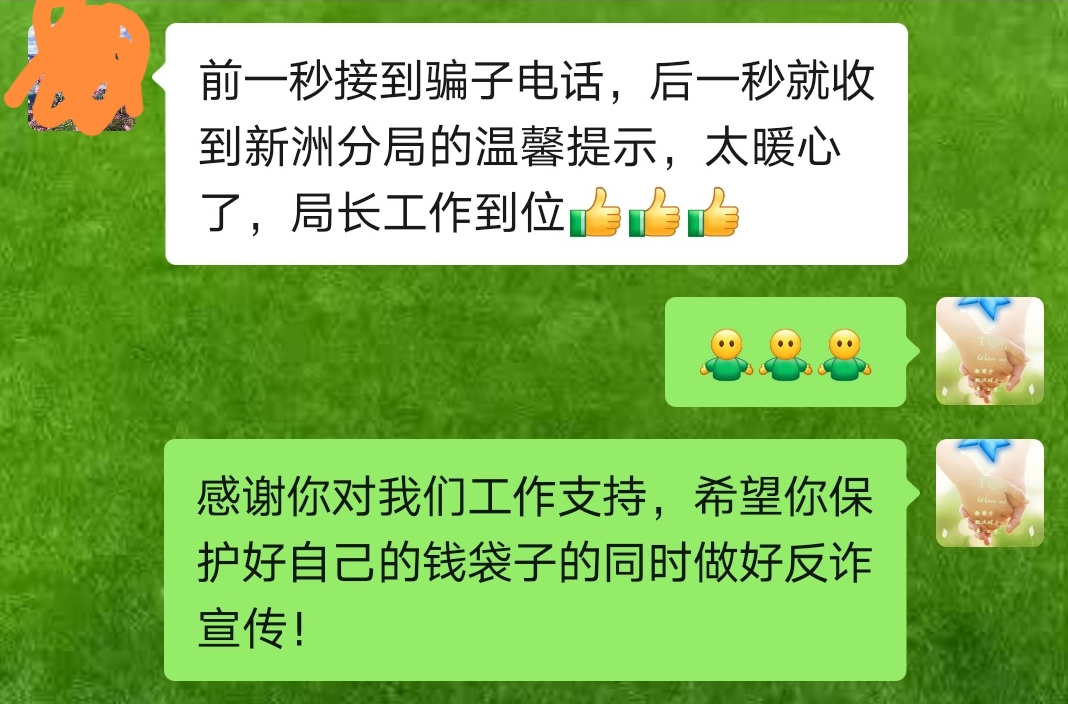 前一秒接到骗子电话，后一秒就收
到新洲分局的温馨提示，太暖心
了，局长工作到位👍👍👍
感谢你对我们工作支持，希望你保
护好自己的钱袋子的同时做好反诈
宣传！